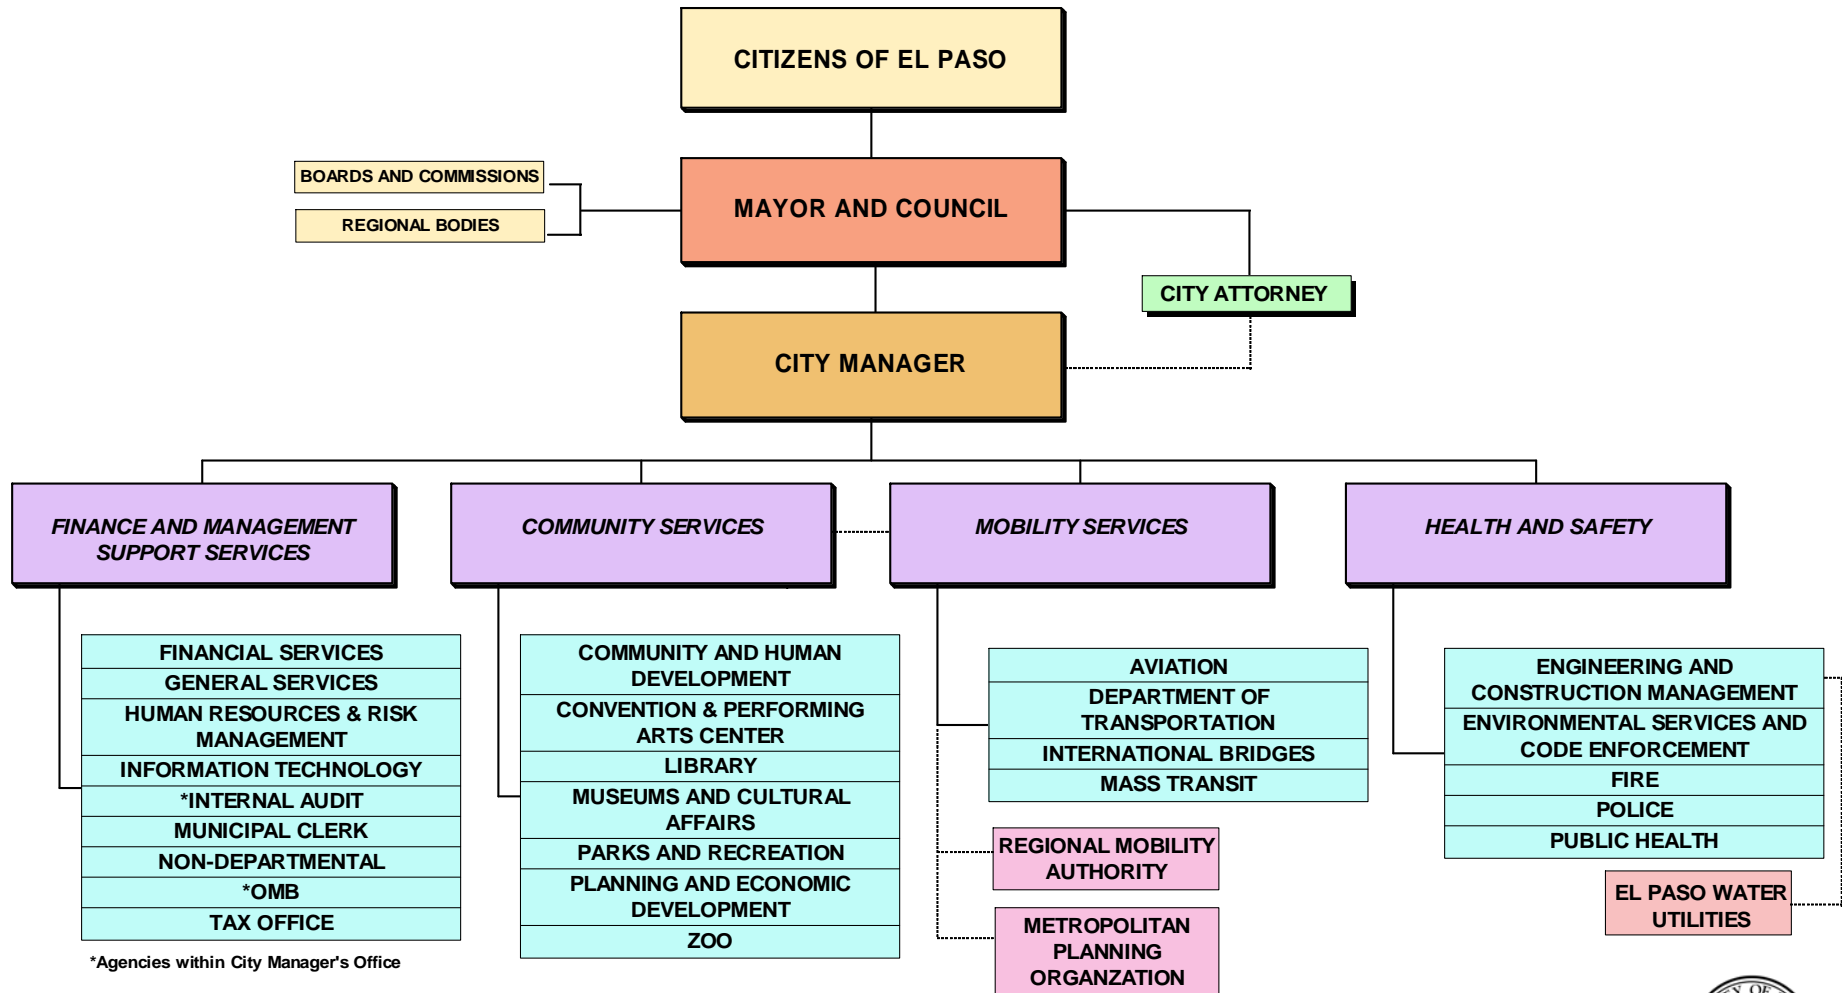 CITIZENS OF EL PASO
BOARDS AND COMMISSIONS
REGIONAL BODIES
MAYOR AND COUNCIL
CITY ATTORNEY
CITY MANAGER
FINANCE AND MANAGEMENT
SUPPORT SERVICES
COMMUNITY SERVICES
MOBILITY SERVICES
HEALTH AND SAFETY
FINANCIAL SERVICES
GENERAL SERVICES
HUMAN RESOURCES & RISK
MANAGEMENT
INFORMATION TECHNOLOGY
*INTERNAL AUDIT
MUNICIPAL CLERK
NON-DEPARTMENTAL
*OMB
TAX OFFICE
*Agencies within City Manager's Office
COMMUNITY AND HUMAN
DEVELOPMENT
CONVENTION & PERFORMING
ARTS CENTER
LIBRARY
MUSEUMS AND CULTURAL
AFFAIRS
PARKS AND RECREATION
PLANNING AND ECONOMIC
DEVELOPMENT
ZOO
AVIATION
DEPARTMENT OF
TRANSPORTATION
INTERNATIONAL BRIDGES
MASS TRANSIT
REGIONAL MOBILITY
AUTHORITY
METROPOLITAN
PLANNING
ORGANZATION
ENGINEERING AND
CONSTRUCTION MANAGEMENT
ENVIRONMENTAL SERVICES AND
CODE ENFORCEMENT
FIRE
POLICE
PUBLIC HEALTH
EL PASO WATER
UTILITIES